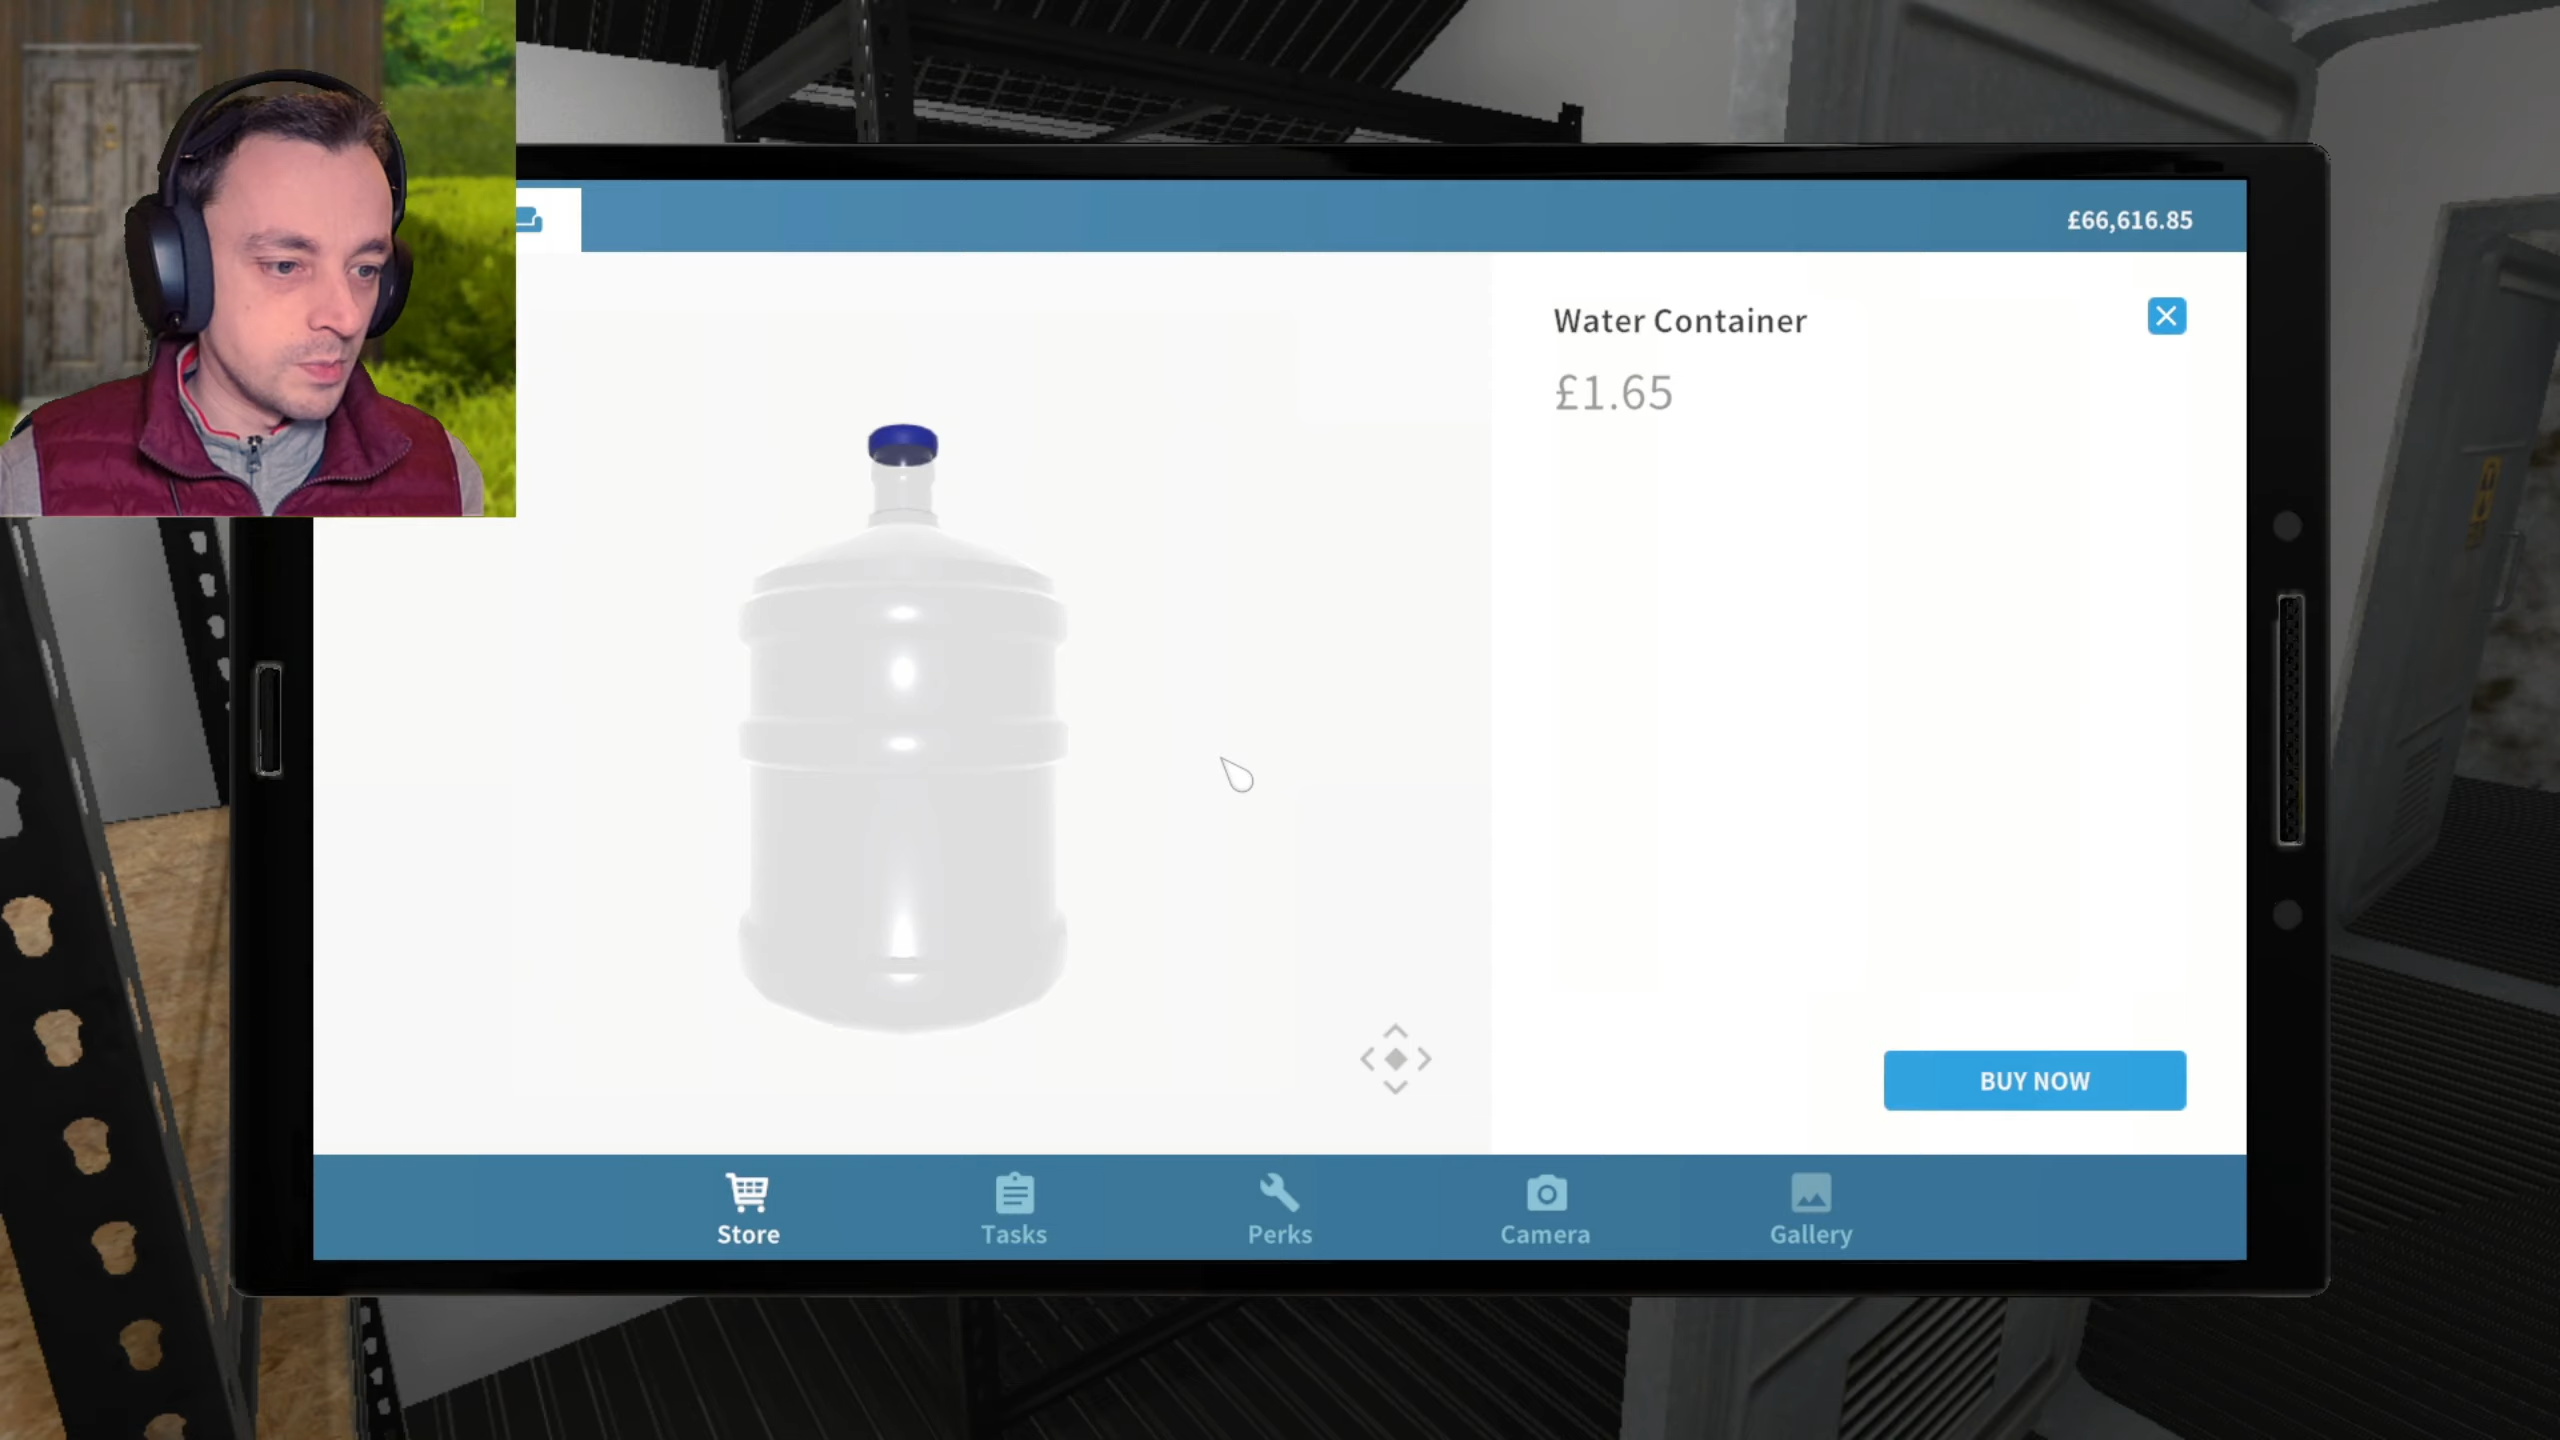 £66,616.85
Water Container
£1.65
BUY NOW
Store
Tasks
Perks
Camera
Gallery